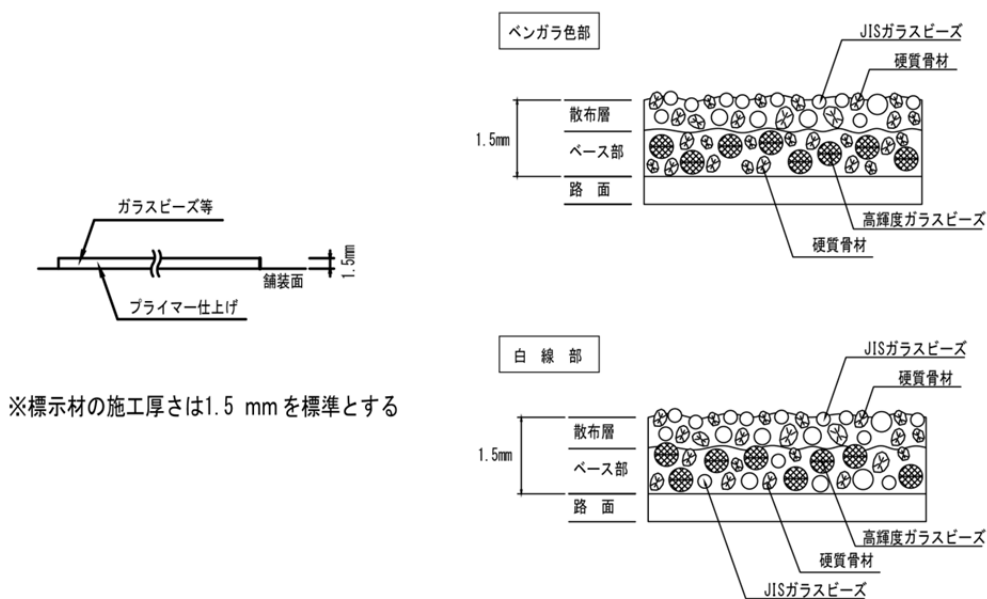 ガラスビーズ等
1.5mm
舗装面
プライマー仕上げ
※標示材の施工厚さは1.5 mmを標準とする
ベンガラ色部
JISガラスビーズ
硬質骨材
散布層
1.5mm
ベース部
路 面
高輝度ガラスビーズ
硬質骨材
白 線 部
JISガラスビーズ
硬質骨材
散布層
1.5mm
ベース部
路 面
高輝度ガラスビーズ
硬質骨材
JISガラスビーズ